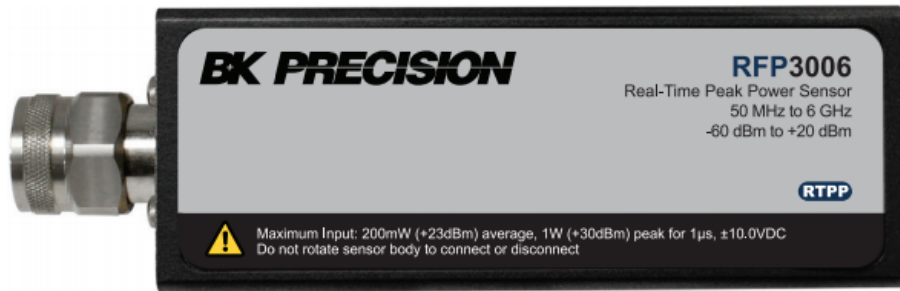 BK PRECISION
RFP3006
Real-Time Peak Power Sensor
50 MHz to 6 GHz
-60 dBm to +20 dBm
RTPP
Maximum Input: 200mW (+23dBm) average, 1W (+30dBm) peak for 1µs, ±10.0VDC
Do not rotate sensor body to connect or disconnect